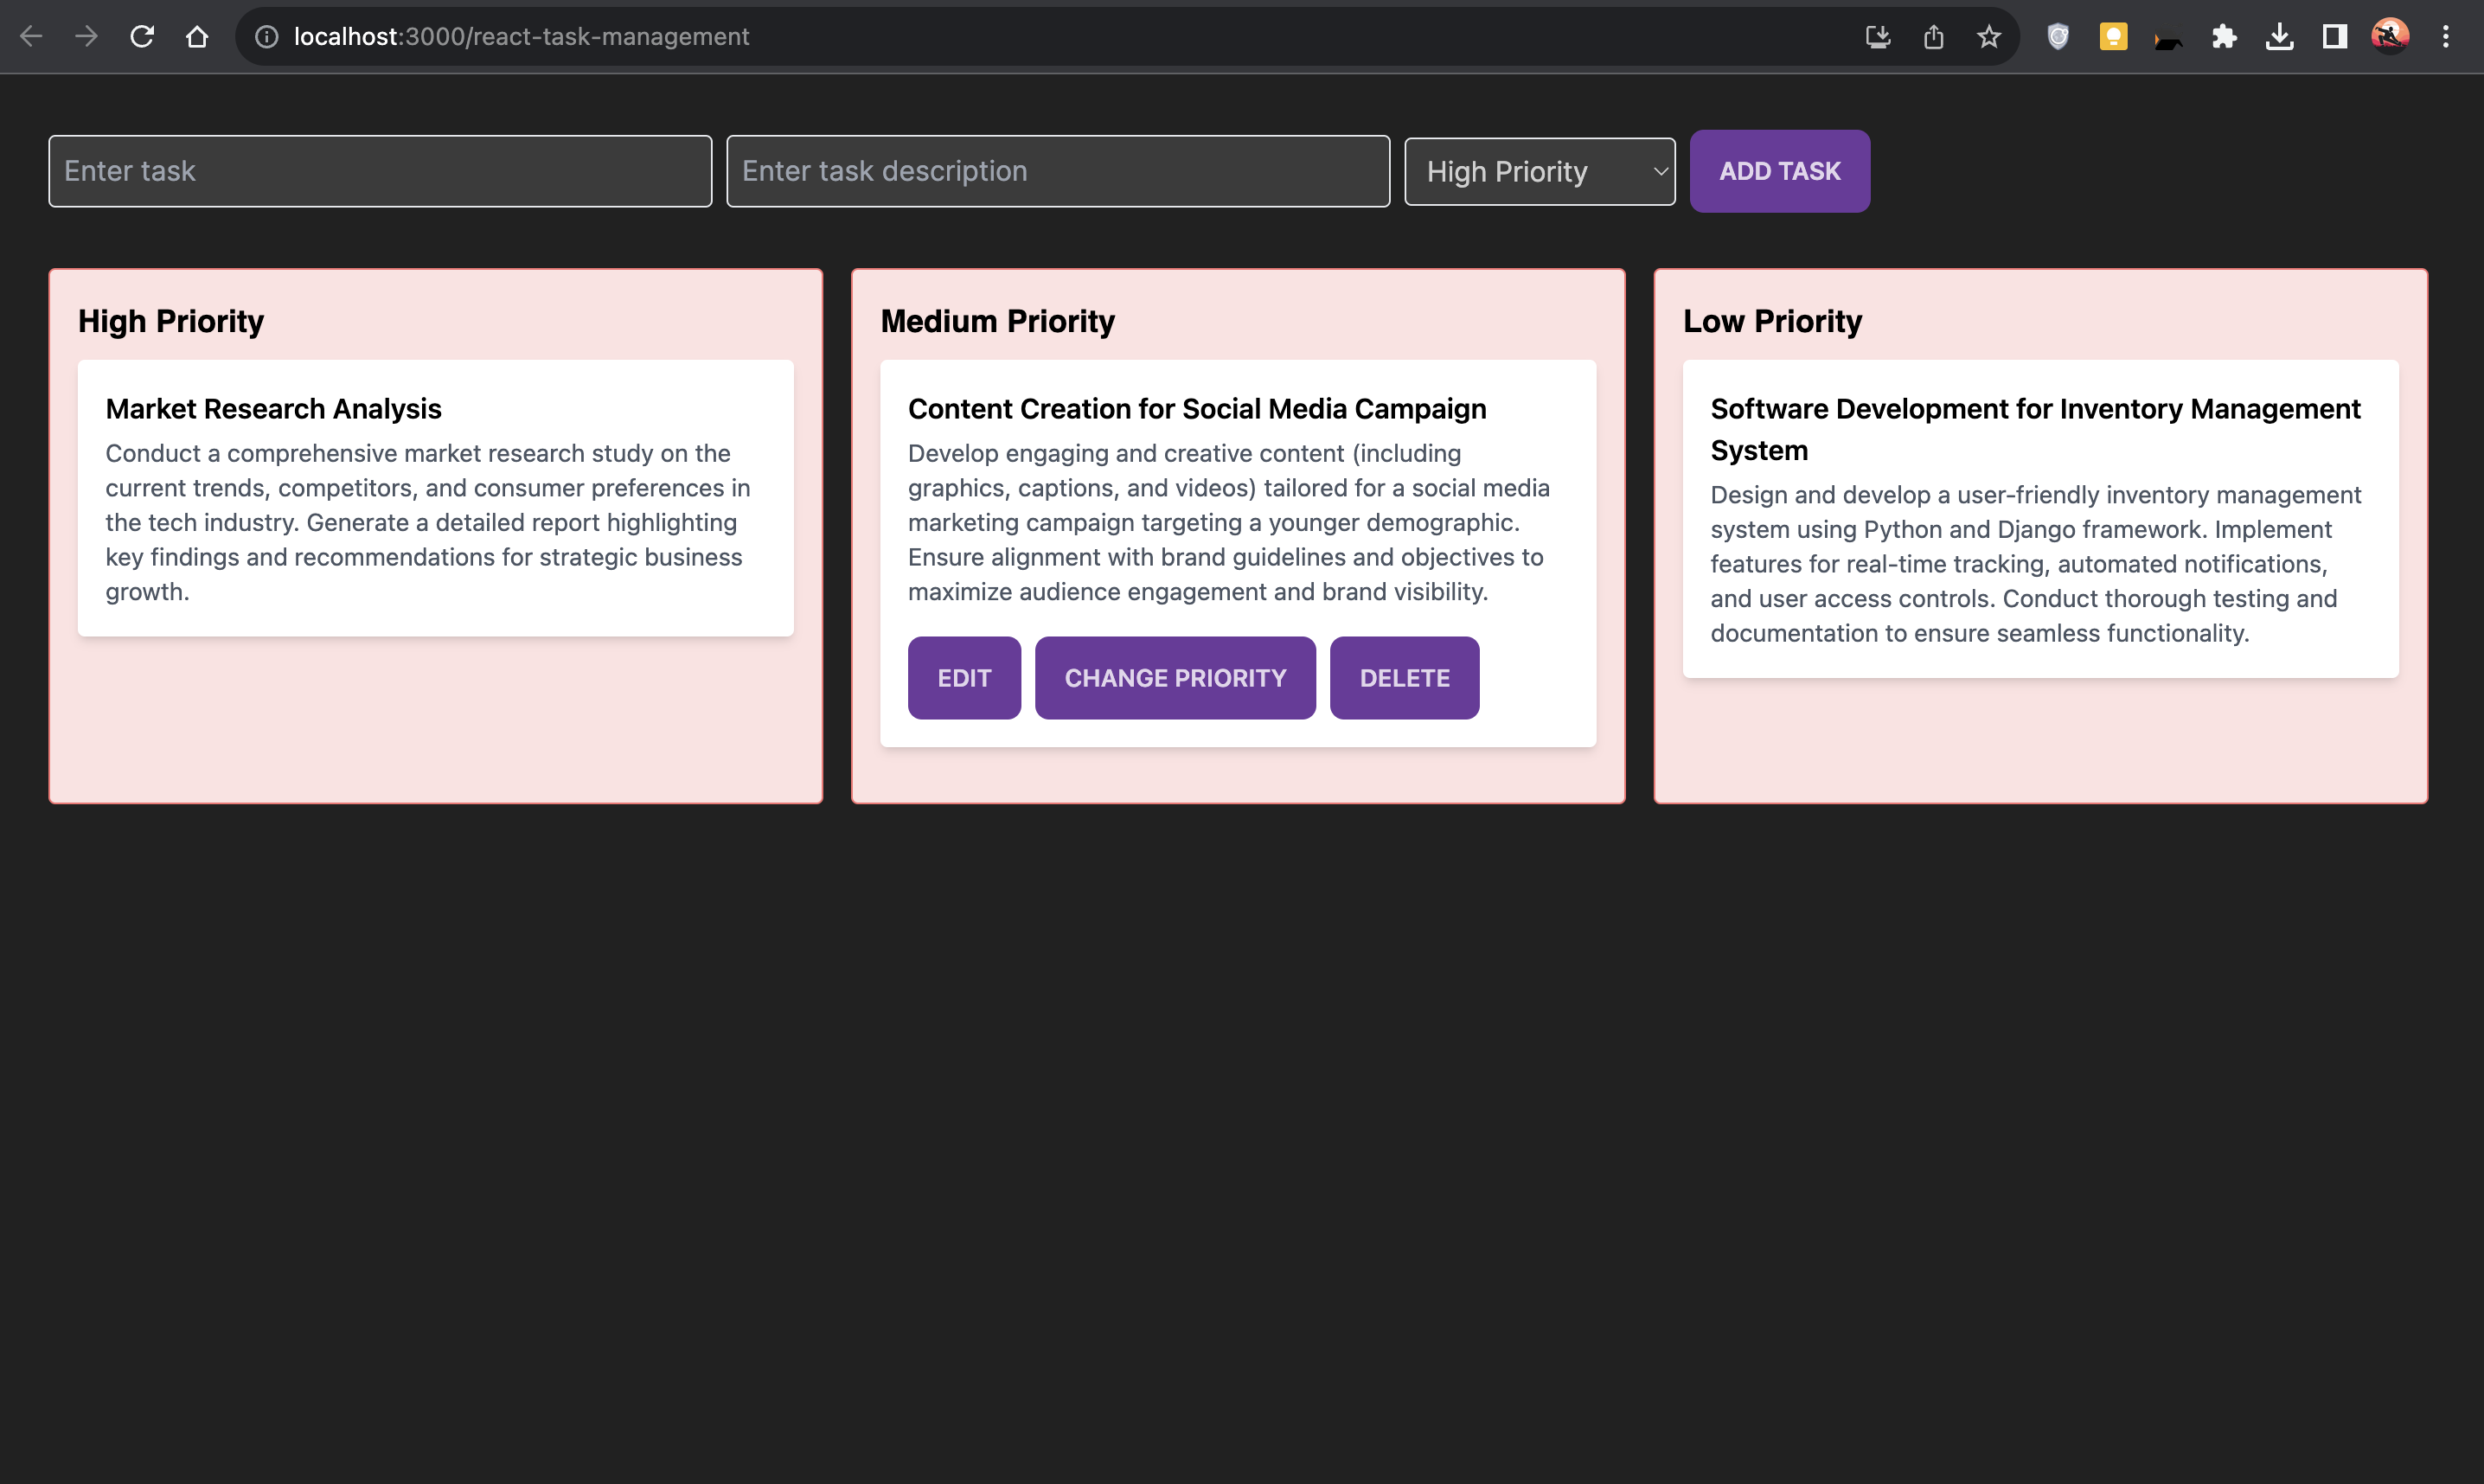 localhost:3000/react-task-management
Enter task
Enter task description
High Priority
ADD TASK
High Priority
Market Research Analysis
Conduct a comprehensive market research study on the
current trends, competitors, and consumer preferences in
the tech industry. Generate a detailed report highlighting
key findings and recommendations for strategic business
growth.
Medium Priority
Content Creation for Social Media Campaign
Develop engaging and creative content (including
graphics, captions, and videos) tailored for a social media
marketing campaign targeting a younger demographic.
Ensure alignment with brand guidelines and objectives to
maximize audience engagement and brand visibility.
EDIT
CHANGE PRIORITY
DELETE
Low Priority
Software Development for Inventory Management
System
Design and develop a user-friendly inventory management
system using Python and Django framework. Implement
features for real-time tracking, automated notifications,
and user access controls. Conduct thorough testing and
documentation to ensure seamless functionality.